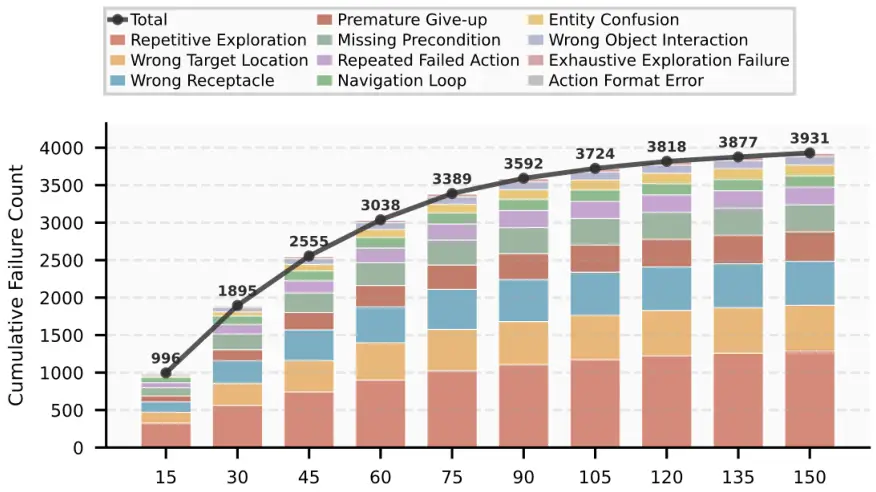 Total
Repetitive Exploration
Wrong Target Location
Wrong Receptacle
Premature Give-up
Missing Precondition
Repeated Failed Action
Navigation Loop
Entity Confusion
Wrong Object Interaction
Exhaustive Exploration Failure
Action Format Error
Cumulative Failure Count
4000
3500
3000
2500
2000
1500
1000
500
0
996
1895
2555
3038
3389
3592
3724
3818
3877
3931
15 30 45 60 75 90 105 120 135 150